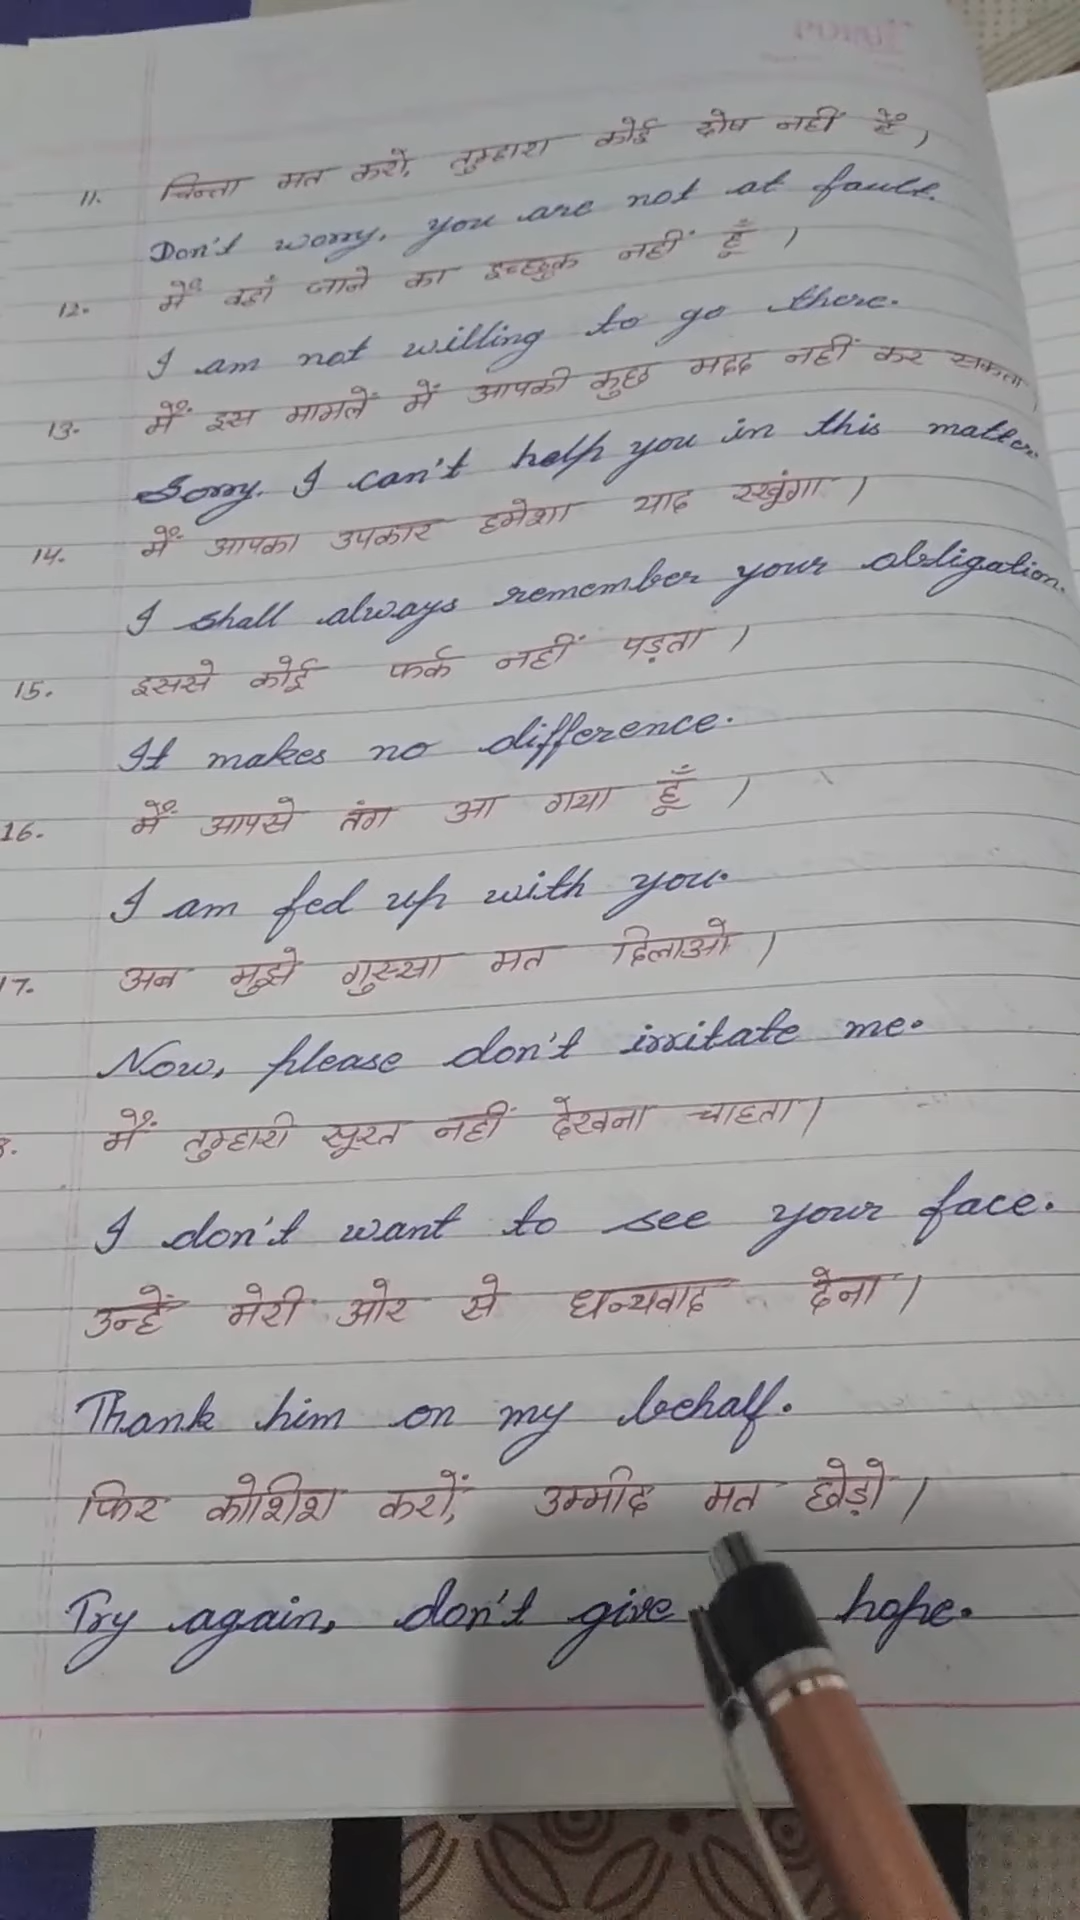 11. चिन्ता मत करो, तुम्हारा कोई दोष नहीं है।
Don't worry, you are not at fault.
12. मैं वहाँ जाने का इच्छुक नहीं हूँ।
I am not willing to go there.
13. मैं इस मामलें में आपकी कुछ मदद नहीं कर सकता
Sorry. I can't help you in this matter.
14. मैं आपका उपकार हमेशा याद रखूंगा।
I shall always remember your obligation.
15. इससे कोई फर्क नहीं पड़ता।
It makes no difference.
16. मैं आपसे तंग आ गया हूँ।
I am fed up with you.
17. अब मुझे गुस्सा मत दिलाओ।
Now, please don't irritate me.
मैं तुम्हारी सूरत नहीं देखना चाहता।
I don't want to see your face.
उन्हें मेरी ओर से धन्यवाद देना।
Thank him on my behalf.
फिर कोशिश करों, उम्मीद मत छोड़ो।
Try again, don't give hope.